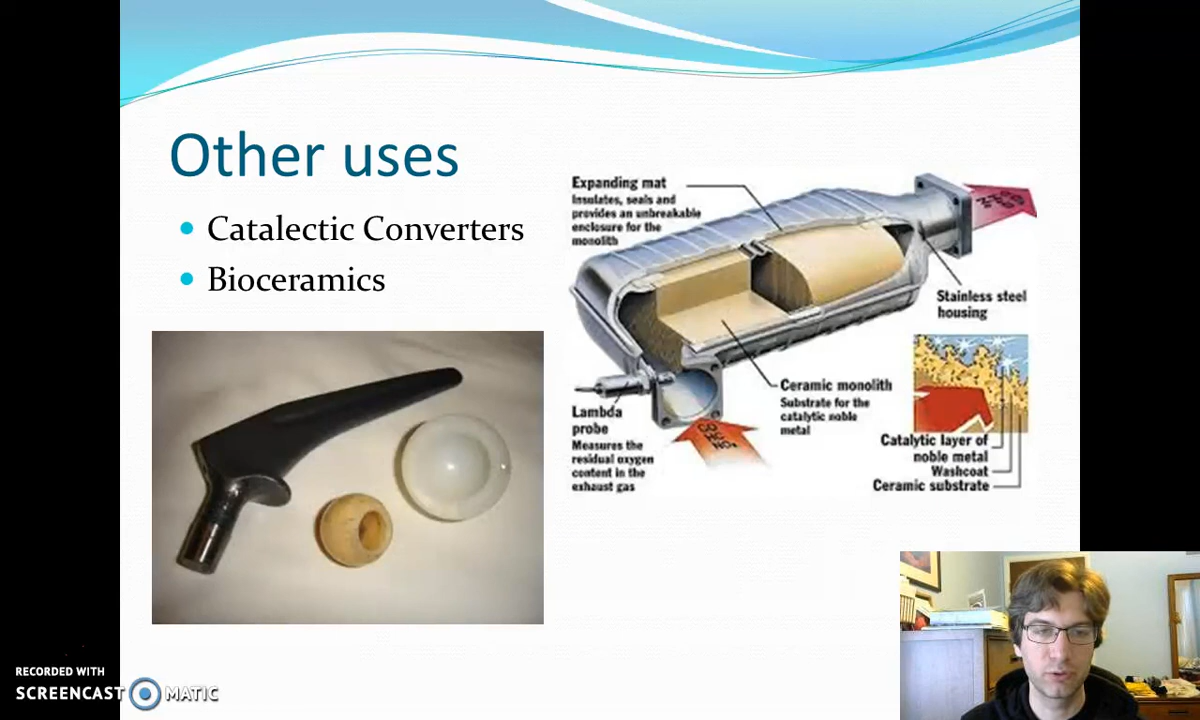 Other uses
Catalectic Converters
Bioceramics
Expanding mat
Insulates, seals and
provides an unbreakable
enclosure for the
monolith
Stainless steel
housing
Ceramic monolith
Substrate for the
catalytic noble
metal
Lambda
probe
Measures the
residual oxygen
content in the
exhaust gas
Catalytic layer of
noble metal
Washcoat
Ceramic substrate
RECORDED WITH
SCREENCAST MATIC